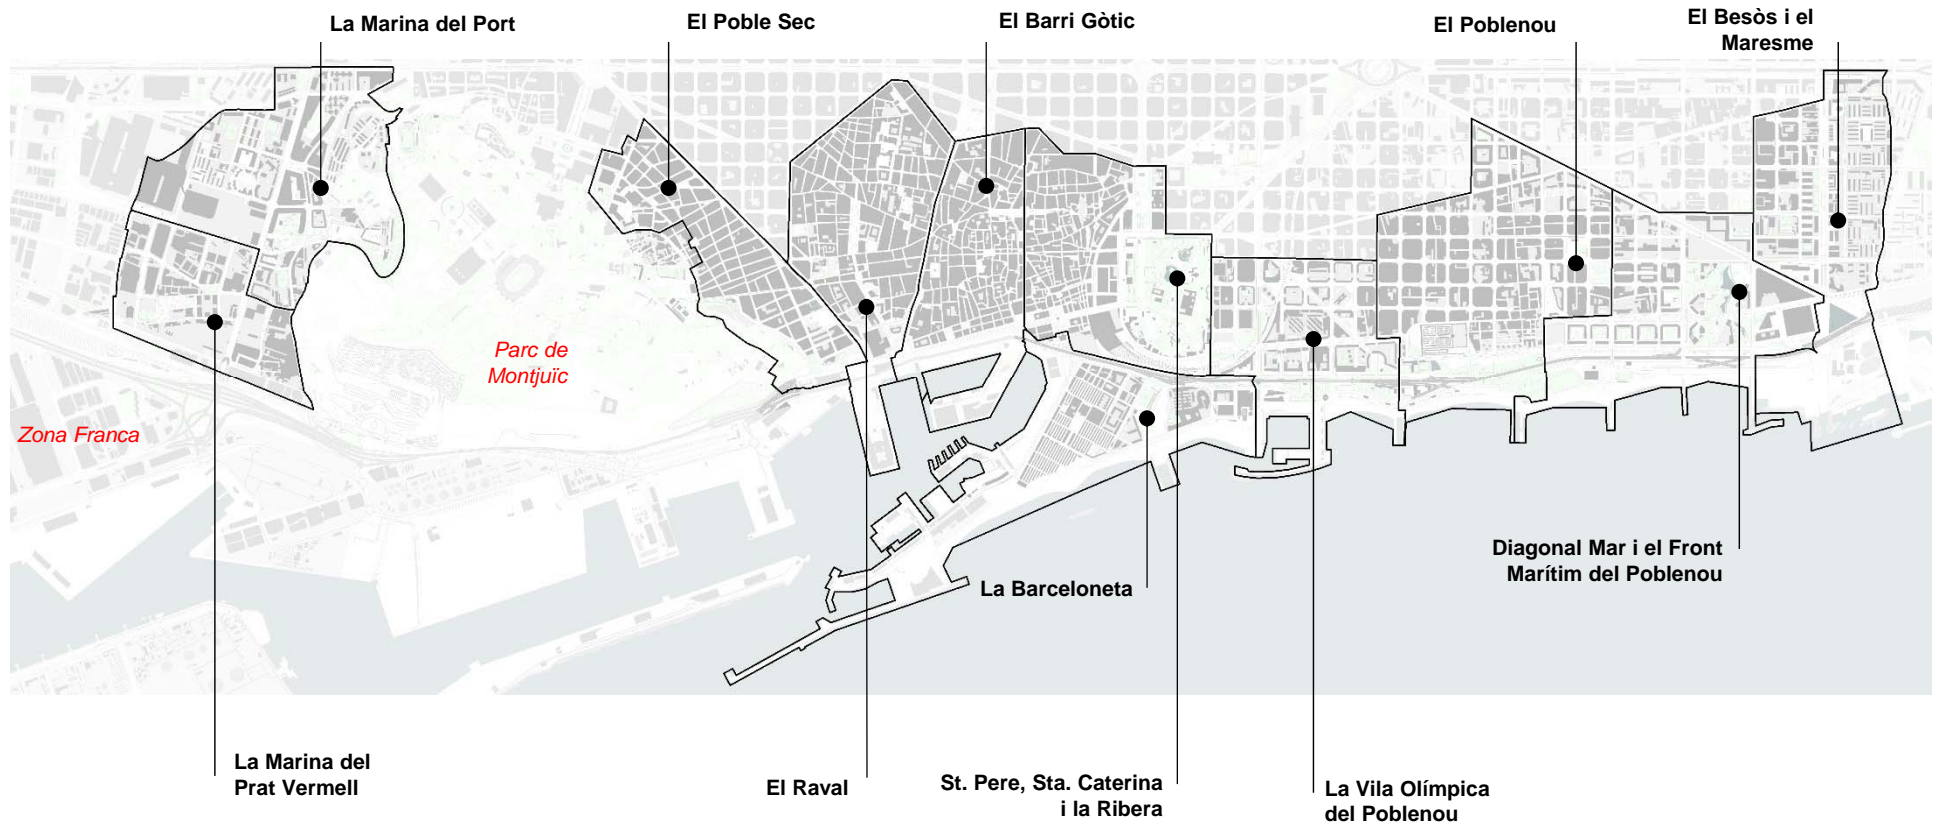 La Marina del Port
El Poble Sec
El Barri Gòtic
El Poblenou
El Besòs i el
Maresme
Parc de
Montjuïc
Zona Franca
Diagonal Mar i el Front
Marítim del Poblenou
La Barceloneta
La Marina del
Prat Vermell
El Raval
St. Pere, Sta. Caterina
i la Ribera
La Vila Olímpica
del Poblenou